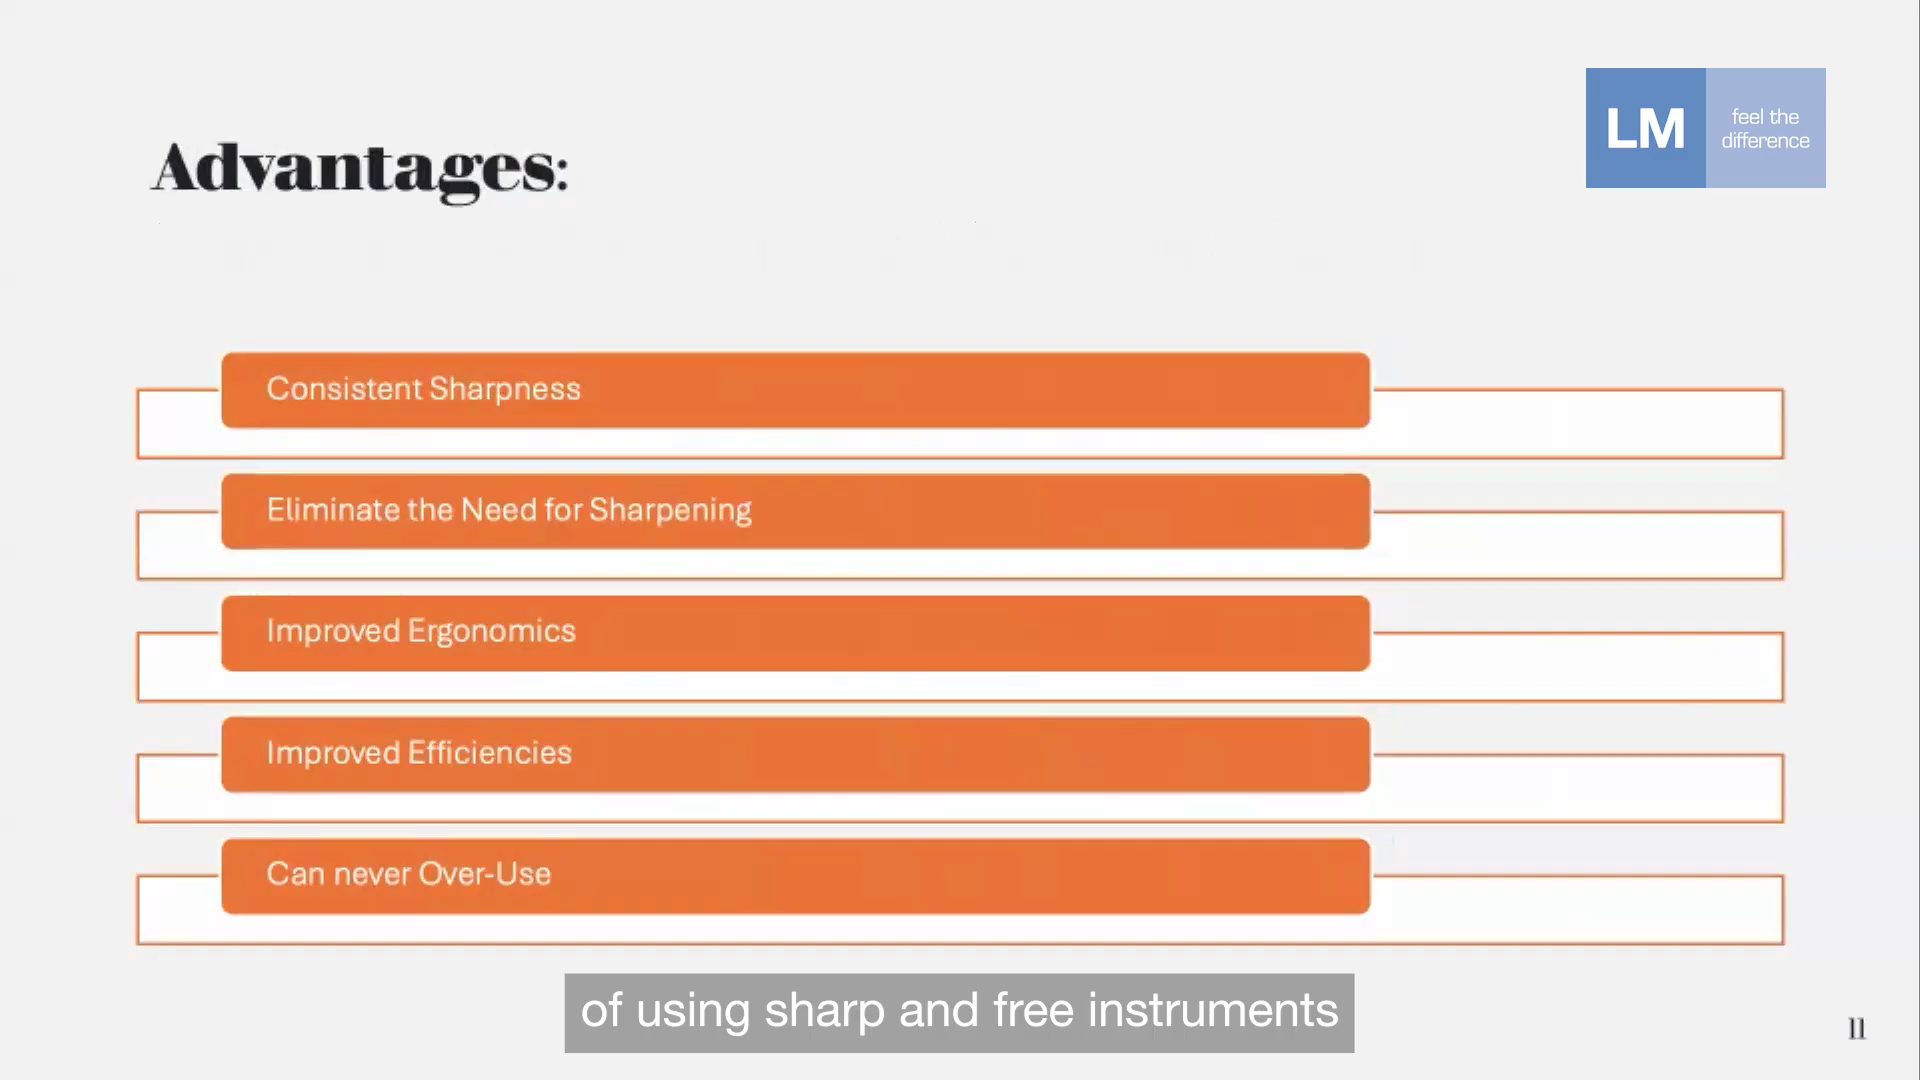 LM
feel the
difference
Advantages:
Consistent Sharpness
Eliminate the Need for Sharpening
Improved Ergonomics
Improved Efficiencies
Can never Over-Use
of using sharp and free instruments
11